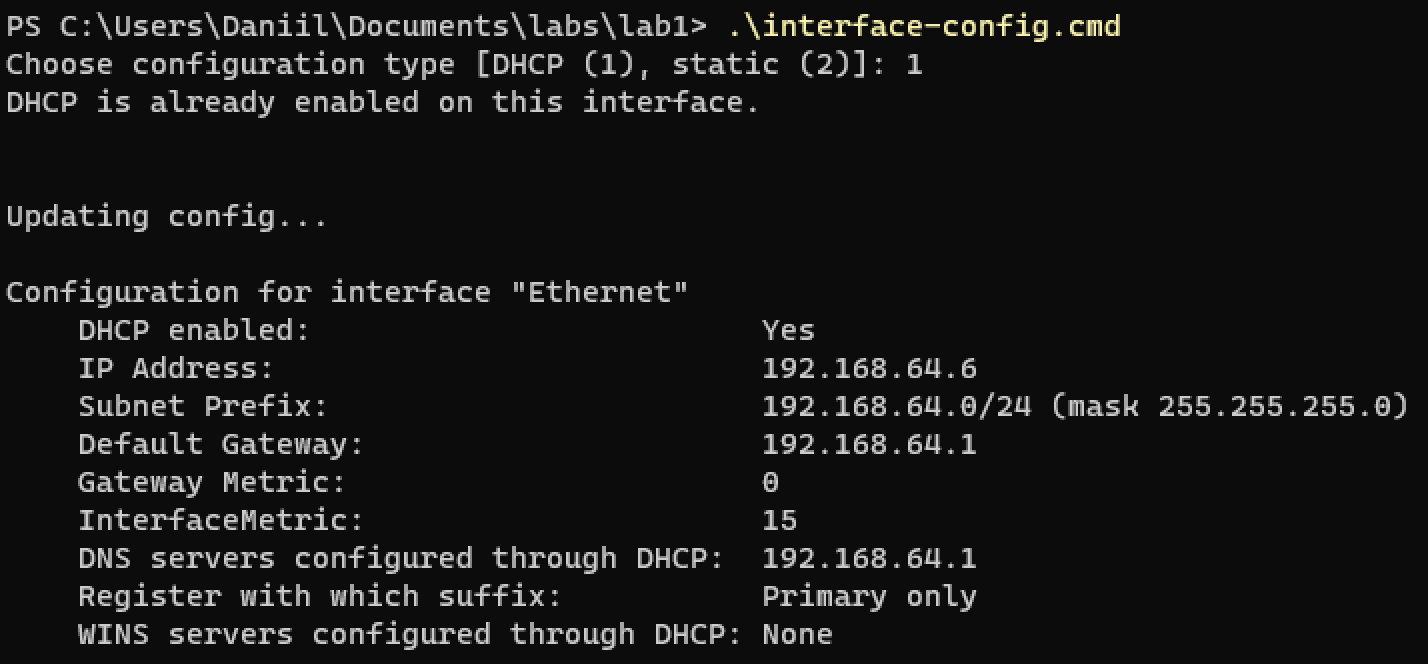 PS C:\Users\Daniil\Documents\labs\lab1> .\interface-config.cmd
Choose configuration type [DHCP (1), static (2)]: 1
DHCP is already enabled on this interface.
Updating config...
Configuration for interface "Ethernet"
    DHCP enabled:                         Yes
    IP Address:                           192.168.64.6
    Subnet Prefix:                        192.168.64.0/24 (mask 255.255.255.0)
    Default Gateway:                      192.168.64.1
    Gateway Metric:                       0
    InterfaceMetric:                      15
    DNS servers configured through DHCP:  192.168.64.1
    Register with which suffix:           Primary only
    WINS servers configured through DHCP: None